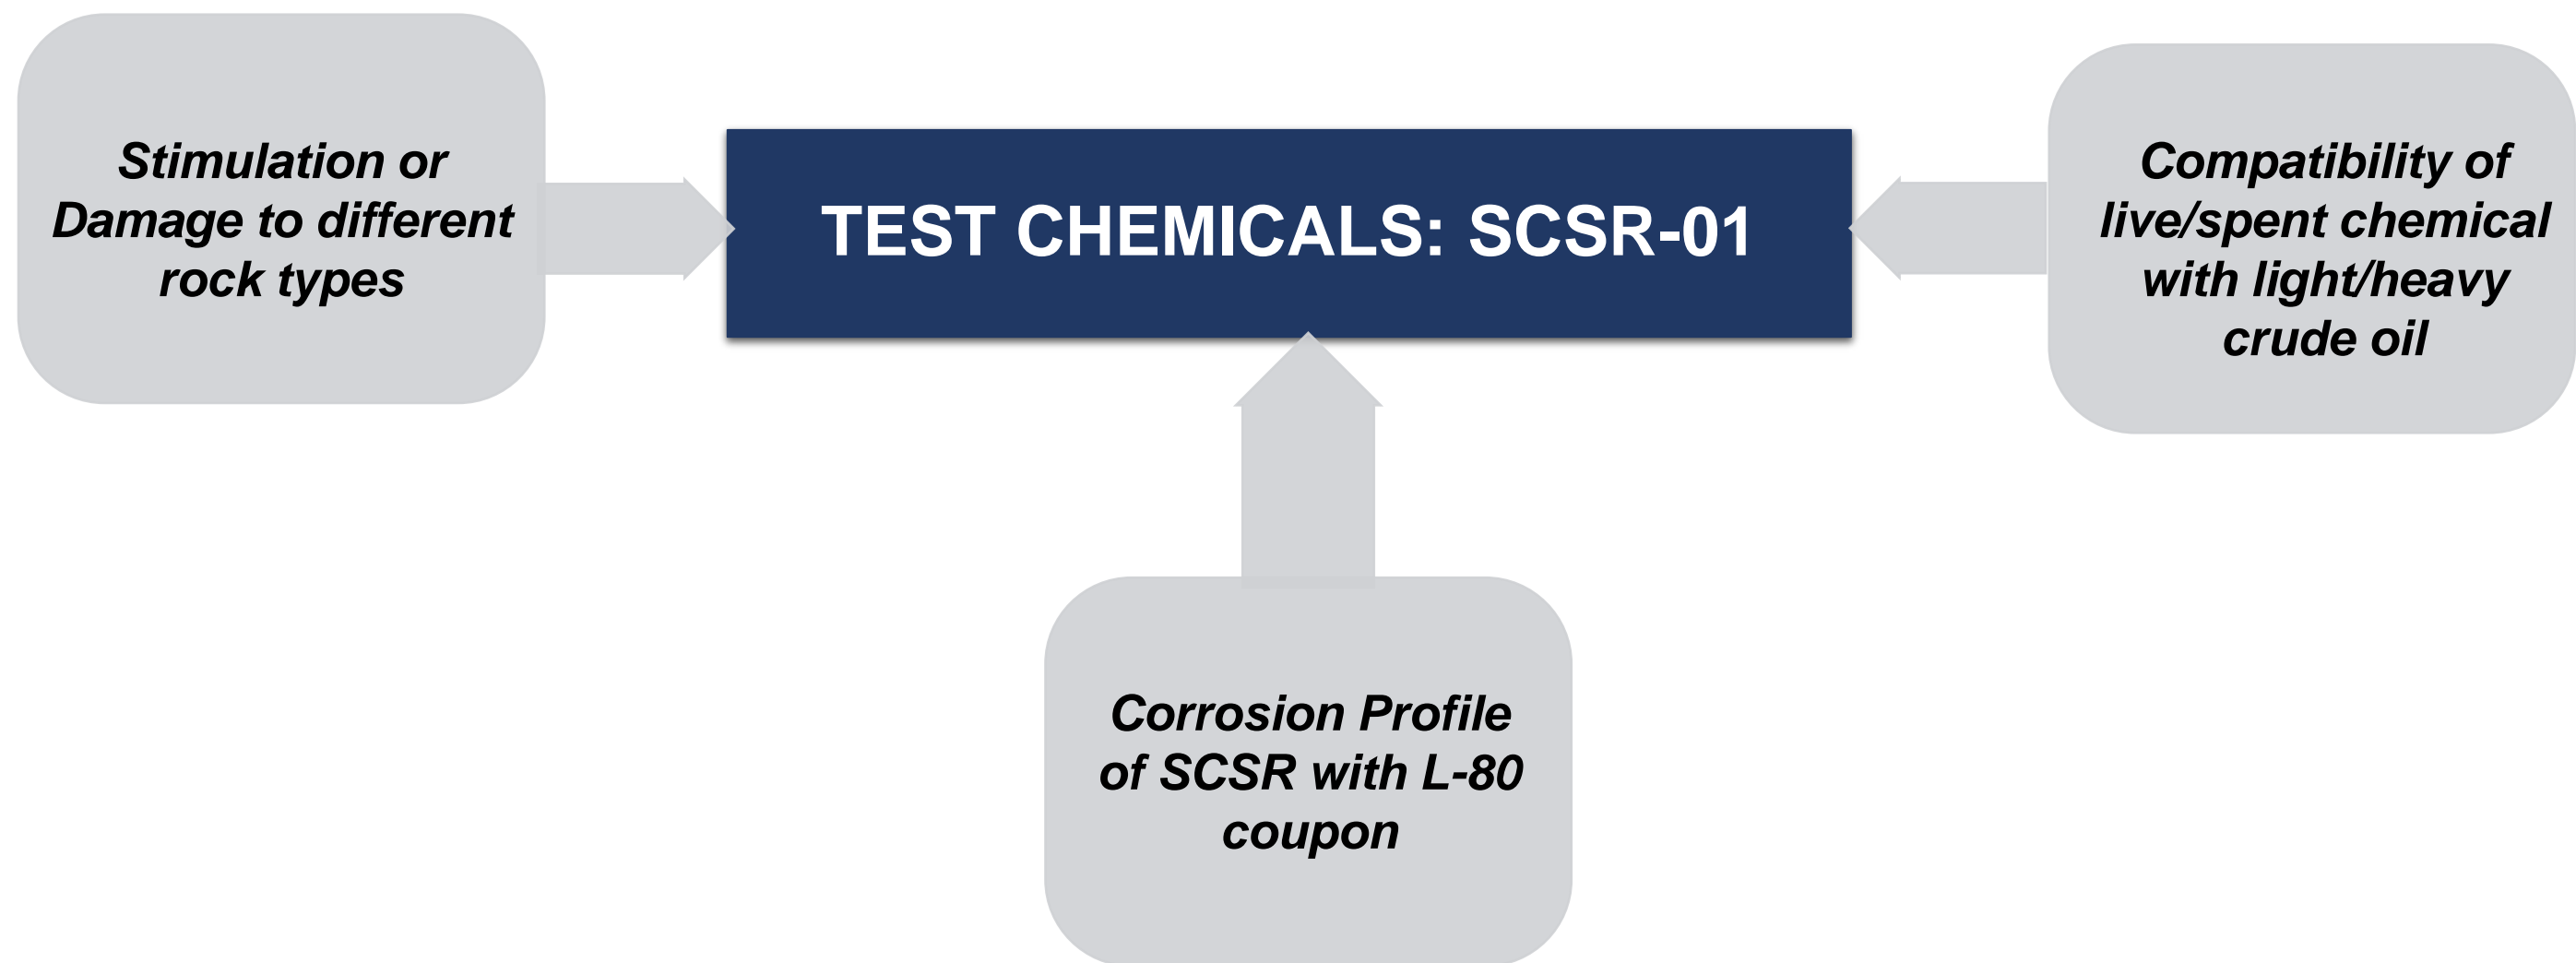 Stimulation or
Damage to different
rock types
TEST CHEMICALS: SCSR-01
Compatibility of
live/spent chemical
with light/heavy
crude oil
Corrosion Profile
of SCSR with L-80
coupon